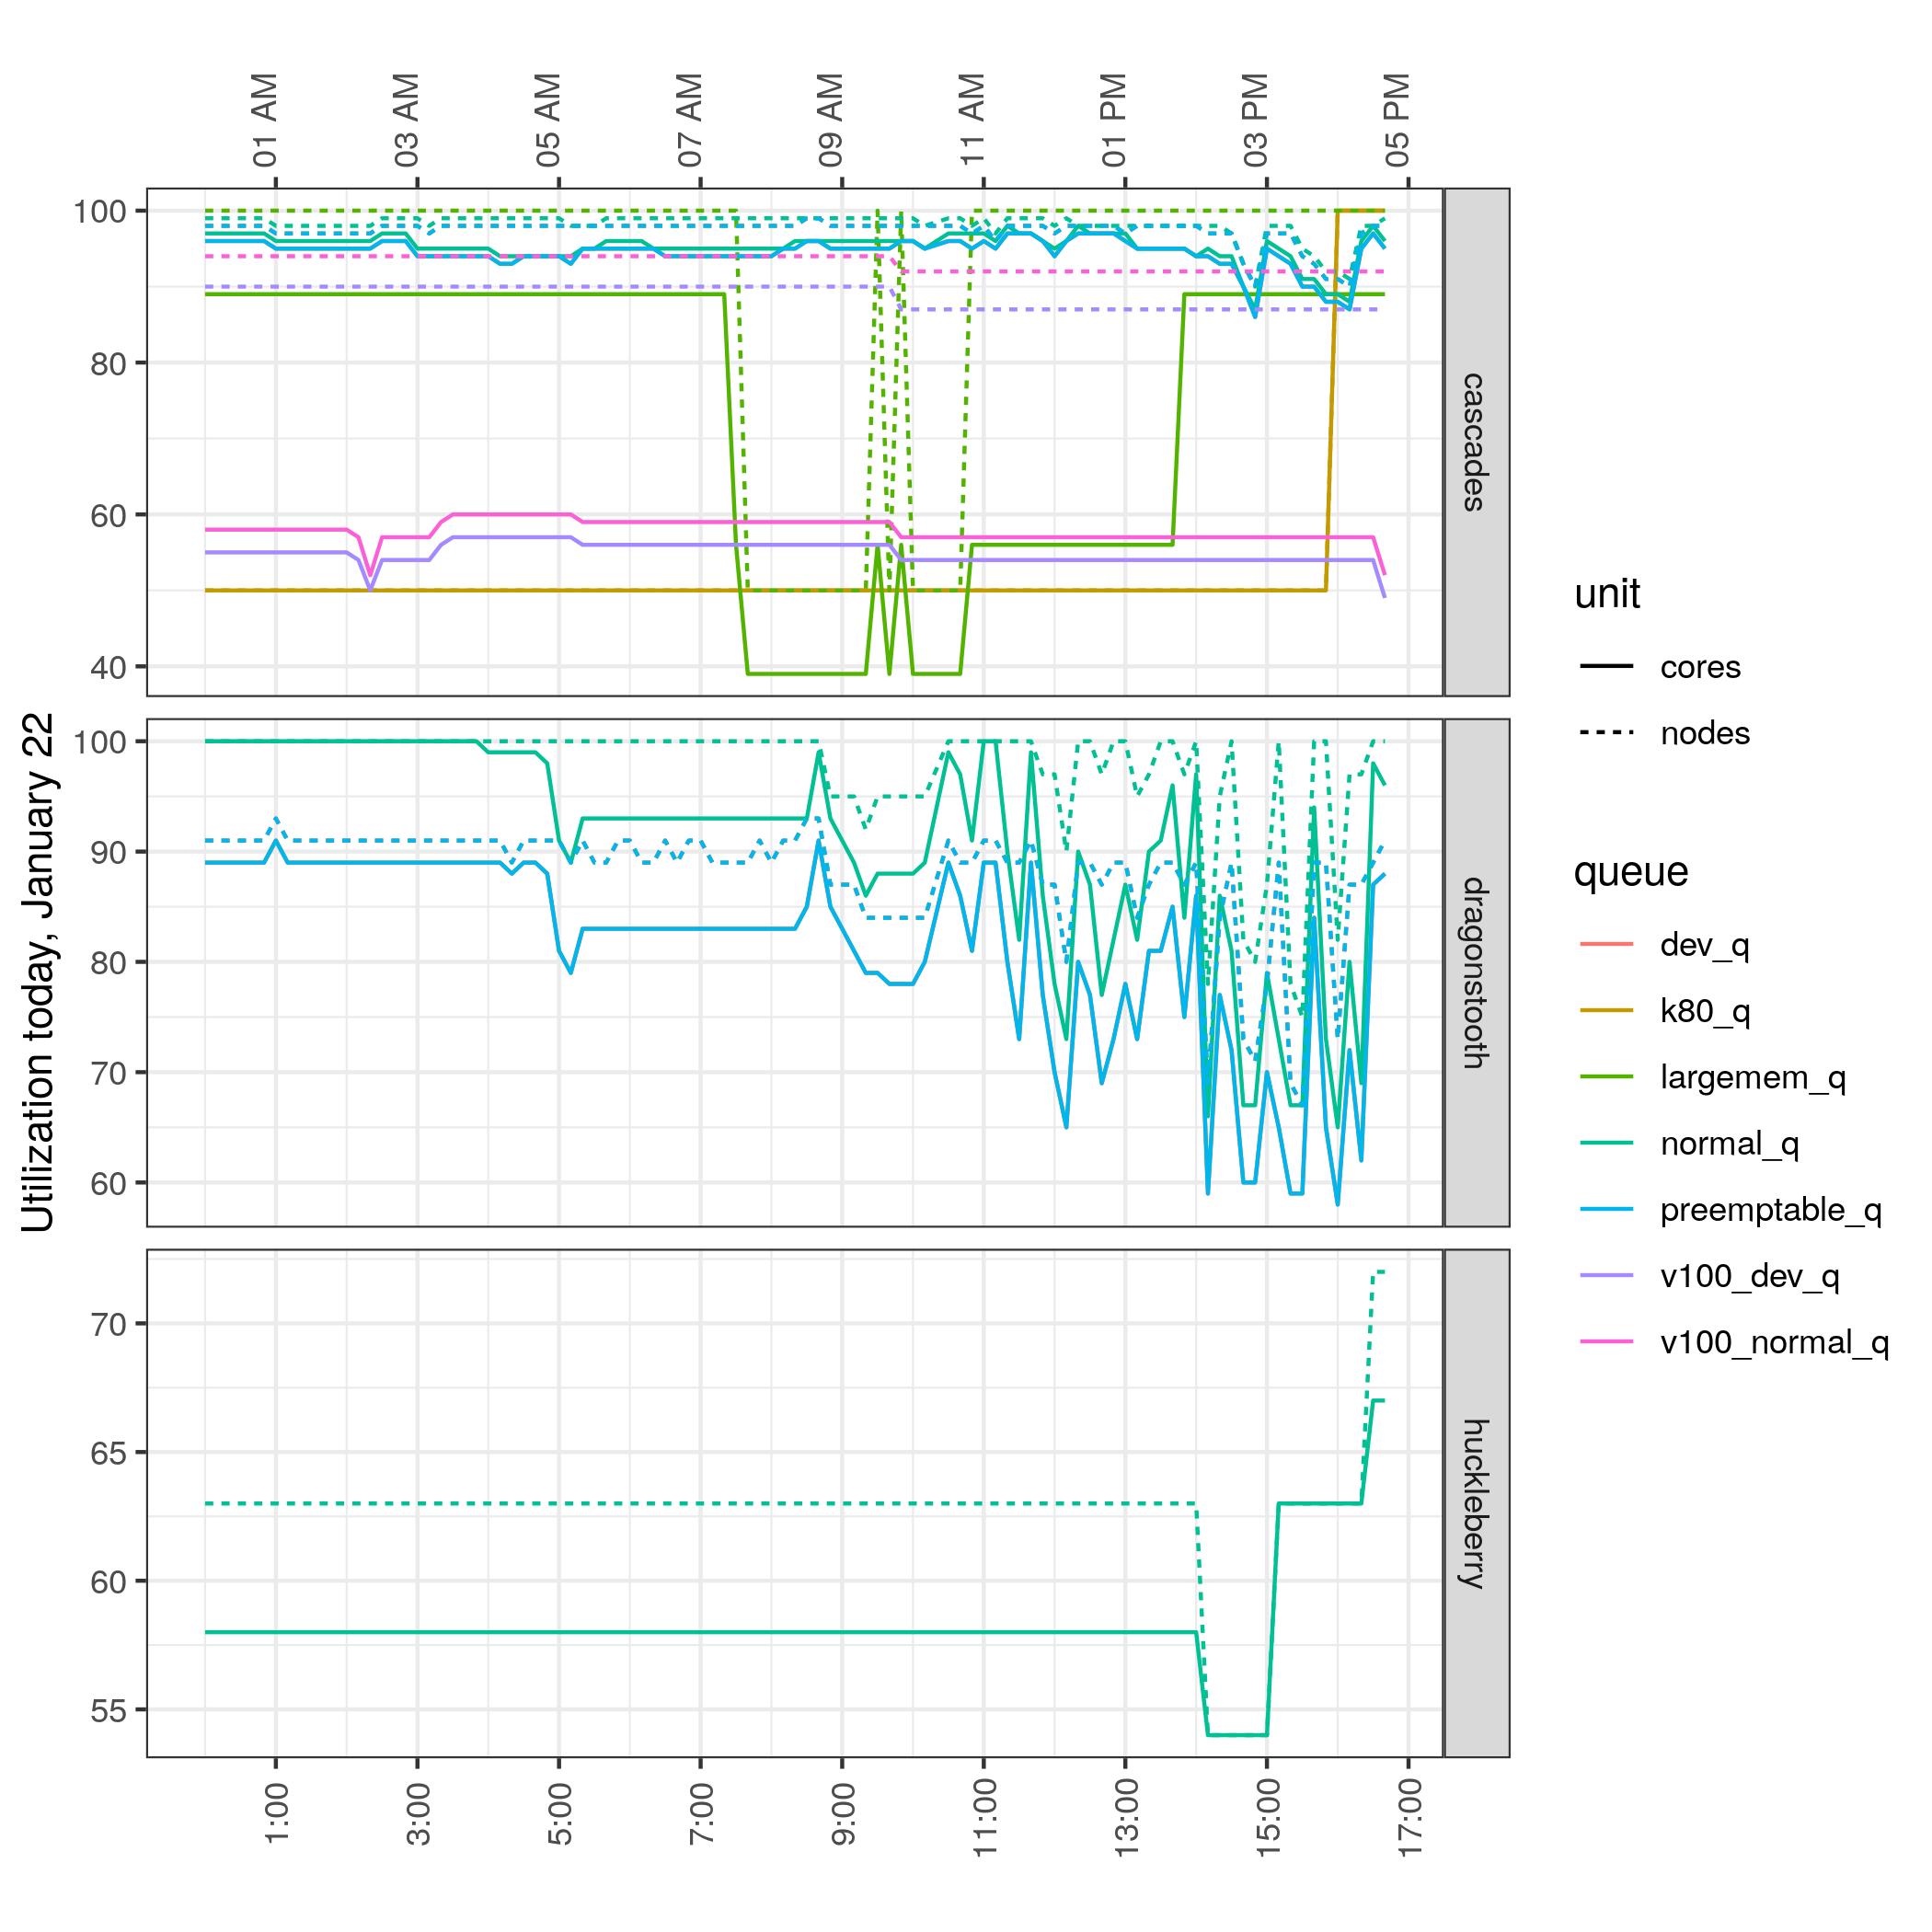 01 AM
03 AM
05 AM
07 AM
09 AM
11 AM
01 PM
03 PM
05 PM
Utilization today, January 22
100
80
60
40
cascades
100
90
80
70
60
dragonstooth
70
65
60
55
huckleberry
1:00
3:00
5:00
7:00
9:00
11:00
13:00
15:00
17:00
unit
cores
nodes
queue
dev_q
k80_q
largemem_q
normal_q
preemptable_q
v100_dev_q
v100_normal_q